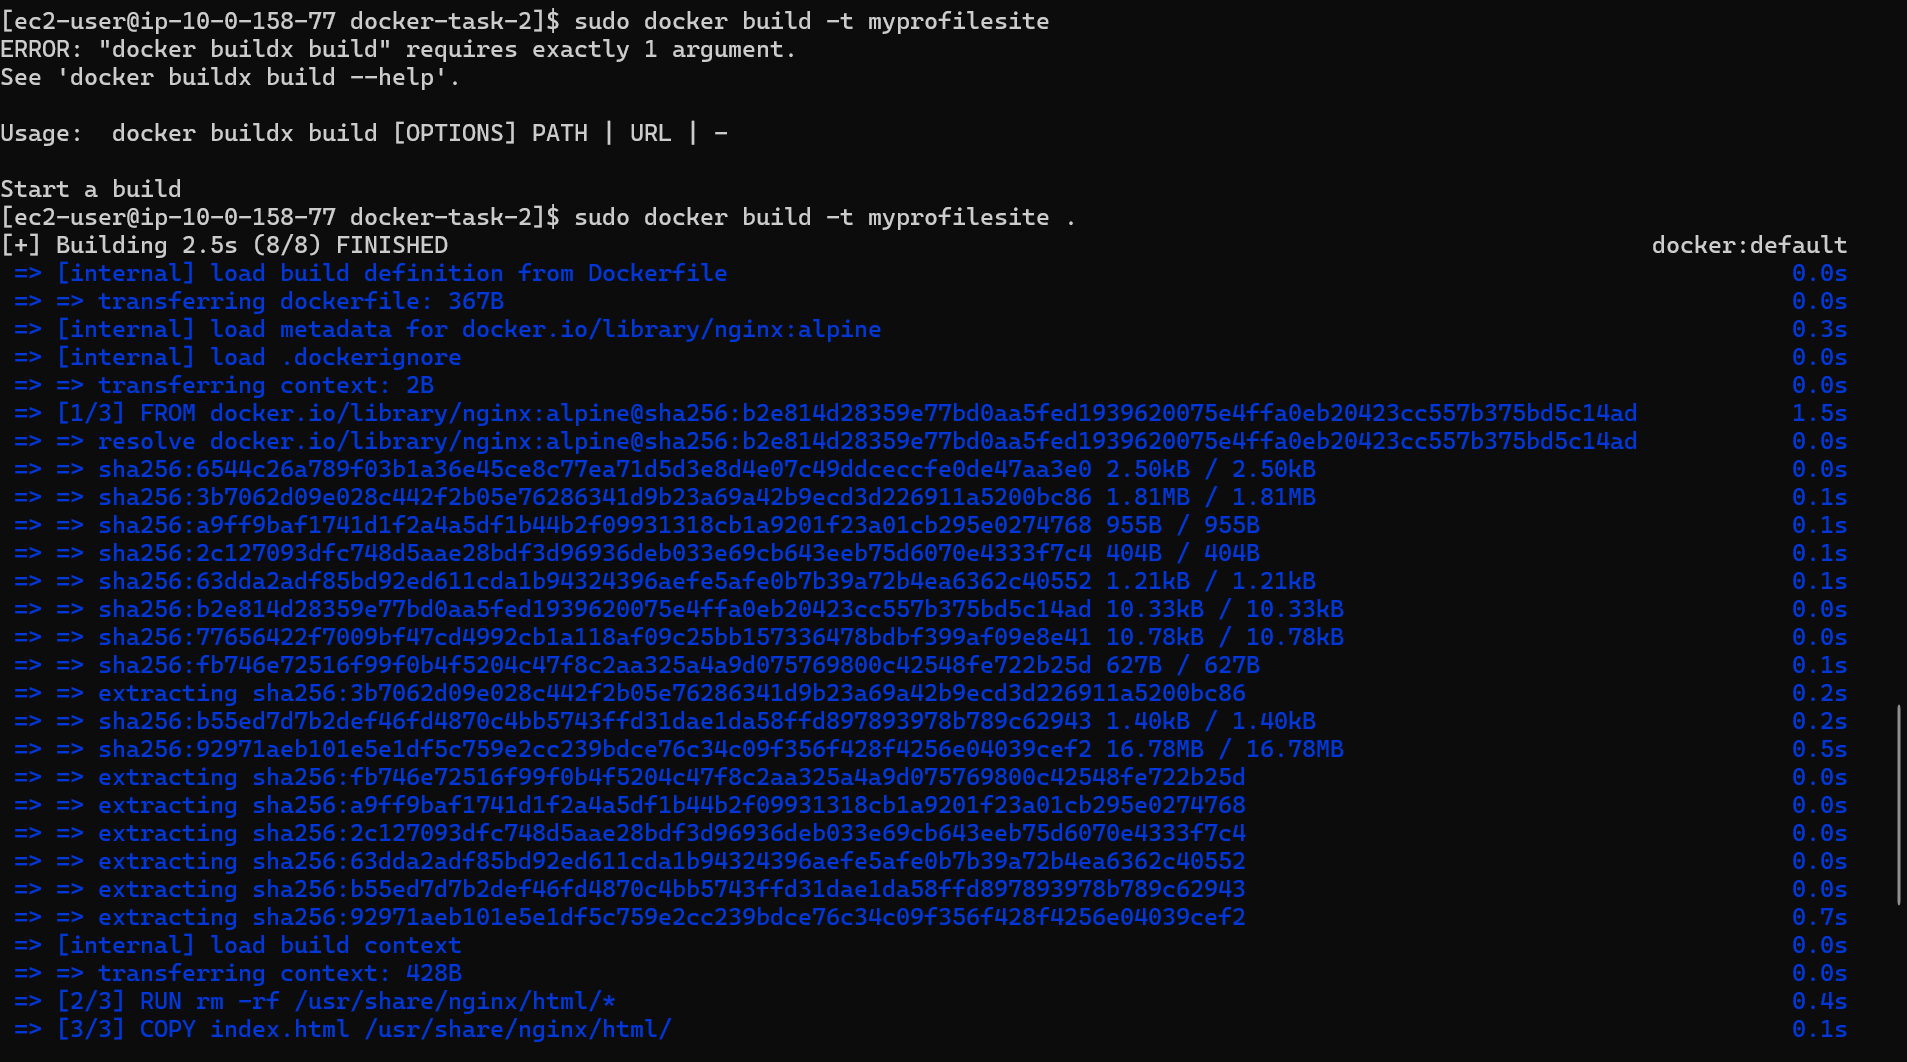 [ec2-user@ip-10-0-158-77 docker-task-2]$ sudo docker build -t myprofilesite
ERROR: "docker buildx build" requires exactly 1 argument.
See 'docker buildx build --help'.
Usage:  docker buildx build [OPTIONS] PATH | URL | -
Start a build
[ec2-user@ip-10-0-158-77 docker-task-2]$ sudo docker build -t myprofilesite .
[+] Building 2.5s (8/8) FINISHED docker:default
=> [internal] load build definition from Dockerfile 0.0s
=> => transferring dockerfile: 367B 0.0s
=> [internal] load metadata for docker.io/library/nginx:alpine 0.3s
=> [internal] load .dockerignore 0.0s
=> => transferring context: 2B 0.0s
=> [1/3] FROM docker.io/library/nginx:alpine@sha256:b2e814d28359e77bd0aa5fed1939620075e4ffa0eb20423cc557b375bd5c14ad 1.5s
=> => resolve docker.io/library/nginx:alpine@sha256:b2e814d28359e77bd0aa5fed1939620075e4ffa0eb20423cc557b375bd5c14ad 0.0s
=> => sha256:6544c26a789f03b1a36e45ce8c77ea71d5d3e8d4e07c49ddceccfe0de47aa3e0 2.50kB / 2.50kB 0.0s
=> => sha256:3b7062d09e028c442f2b05e76286341d9b23a69a42b9ecd3d226911a5200bc86 1.81MB / 1.81MB 0.1s
=> => sha256:a9ff9baf1741d1f2a4a5df1b44b2f09931318cb1a9201f23a01cb295e0274768 955B / 955B 0.1s
=> => sha256:2c127093dfc748d5aae28bdf3d96936deb033e69cb643eeb75d6070e4333f7c4 404B / 404B 0.1s
=> => sha256:63dda2adf85bd92ed611cda1b94324396aefe5afe0b7b39a72b4ea6362c40552 1.21kB / 1.21kB 0.1s
=> => sha256:b2e814d28359e77bd0aa5fed1939620075e4ffa0eb20423cc557b375bd5c14ad 10.33kB / 10.33kB 0.0s
=> => sha256:77656422f7009bf47cd4992cb1a118af09c25bb157336478bdbf399af09e8e41 10.78kB / 10.78kB 0.0s
=> => sha256:fb746e72516f99f0b4f5204c47f8c2aa325a4a9d075769800c42548fe722b25d 627B / 627B 0.1s
=> => extracting sha256:3b7062d09e028c442f2b05e76286341d9b23a69a42b9ecd3d226911a5200bc86 0.2s
=> => sha256:b55ed7d7b2def46fd4870c4bb5743ffd31dae1da58ffd897893978b789c62943 1.40kB / 1.40kB 0.2s
=> => sha256:92971aeb101e5e1df5c759e2cc239bdce76c34c09f356f428f4256e04039cef2 16.78MB / 16.78MB 0.5s
=> => extracting sha256:fb746e72516f99f0b4f5204c47f8c2aa325a4a9d075769800c42548fe722b25d 0.0s
=> => extracting sha256:a9ff9baf1741d1f2a4a5df1b44b2f09931318cb1a9201f23a01cb295e0274768 0.0s
=> => extracting sha256:2c127093dfc748d5aae28bdf3d96936deb033e69cb643eeb75d6070e4333f7c4 0.0s
=> => extracting sha256:63dda2adf85bd92ed611cda1b94324396aefe5afe0b7b39a72b4ea6362c40552 0.0s
=> => extracting sha256:b55ed7d7b2def46fd4870c4bb5743ffd31dae1da58ffd897893978b789c62943 0.0s
=> => extracting sha256:92971aeb101e5e1df5c759e2cc239bdce76c34c09f356f428f4256e04039cef2 0.7s
=> [internal] load build context 0.0s
=> => transferring context: 428B 0.0s
=> [2/3] RUN rm -rf /usr/share/nginx/html/* 0.4s
=> [3/3] COPY index.html /usr/share/nginx/html/ 0.1s